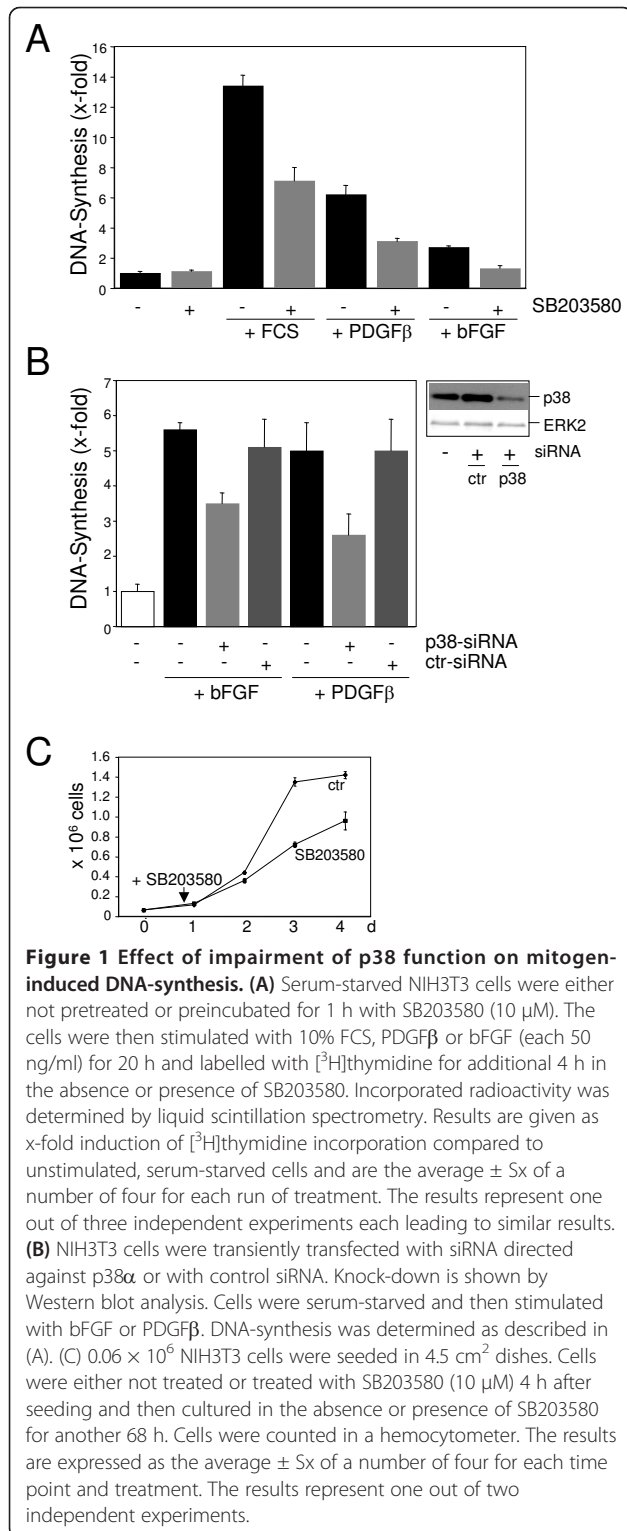 A
DNA-Synthesis (x-fold)
16
14
12
10
8
6
4
2
0
- + - + - + - + SB203580
+ FCS + PDGFβ + bFGF
B
DNA-Synthesis (x-fold)
7
6
5
4
3
2
1
0
- - + - - + - p38-siRNA
- - - + - - + ctr-siRNA
+ bFGF + PDGFβ
p38
ERK2
- + + siRNA
ctr p38
C
x 10⁶ cells
1.6
1.4
1.2
1.0
0.8
0.6
0.4
0.2
0
ctr
SB203580
+ SB203580
0 1 2 3 4 d
Figure 1 Effect of impairment of p38 function on mitogen-
induced DNA-synthesis. (A) Serum-starved NIH3T3 cells were either
not pretreated or preincubated for 1 h with SB203580 (10 μM). The
cells were then stimulated with 10% FCS, PDGFβ or bFGF (each 50
ng/ml) for 20 h and labelled with [³H]thymidine for additional 4 h in
the absence or presence of SB203580. Incorporated radioactivity was
determined by liquid scintillation spectrometry. Results are given as
x-fold induction of [³H]thymidine incorporation compared to
unstimulated, serum-starved cells and are the average ± Sx of a
number of four for each run of treatment. The results represent one
out of three independent experiments each leading to similar results.
(B) NIH3T3 cells were transiently transfected with siRNA directed
against p38α or with control siRNA. Knock-down is shown by
Western blot analysis. Cells were serum-starved and then stimulated
with bFGF or PDGFβ. DNA-synthesis was determined as described in
(A). (C) 0.06 × 10⁶ NIH3T3 cells were seeded in 4.5 cm² dishes. Cells
were either not treated or treated with SB203580 (10 μM) 4 h after
seeding and then cultured in the absence or presence of SB203580
for another 68 h. Cells were counted in a hemocytometer. The results
are expressed as the average ± Sx of a number of four for each time
point and treatment. The results represent one out of two
independent experiments.